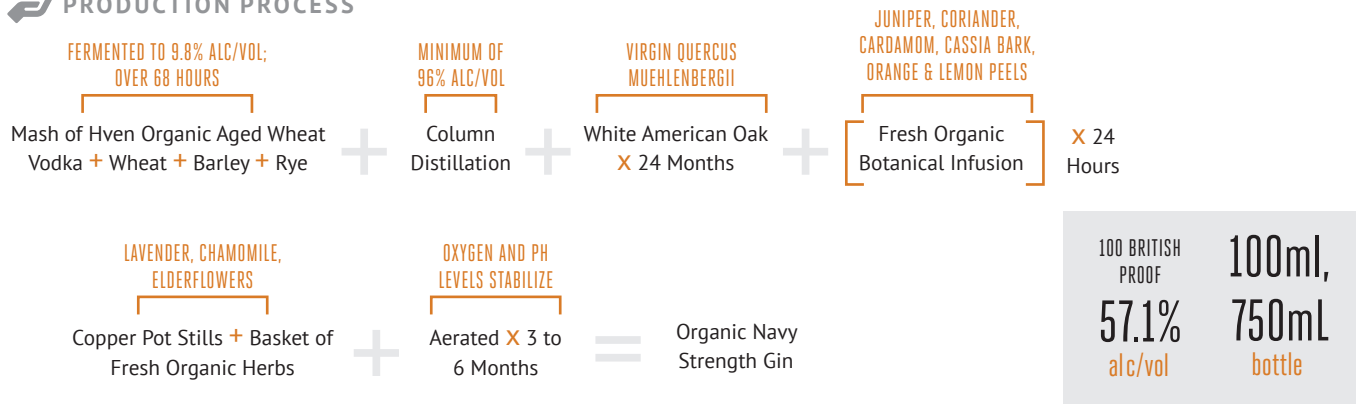 PRODUCTION PROCESS
FERMENTED TO 9.8% ALC/VOL;
OVER 68 HOURS
Mash of Hven Organic Aged Wheat
Vodka + Wheat + Barley + Rye
+
MINIMUM OF
96% ALC/VOL
Column
Distillation
+
VIRGIN QUERCUS
MUEHLENBERGII
White American Oak
X 24 Months
+
JUNIPER, CORIANDER,
CARDAMOM, CASSIA BARK,
ORANGE & LEMON PEELS
Fresh Organic
Botanical Infusion
X 24
Hours
LAVENDER, CHAMOMILE,
ELDERFLOWERS
Copper Pot Stills + Basket of
Fresh Organic Herbs
+
OXYGEN AND PH
LEVELS STABILIZE
Aerated X 3 to
6 Months
=
Organic Navy
Strength Gin
100 BRITISH
PROOF
57.1%
alc/vol
100ml,
750mL
bottle